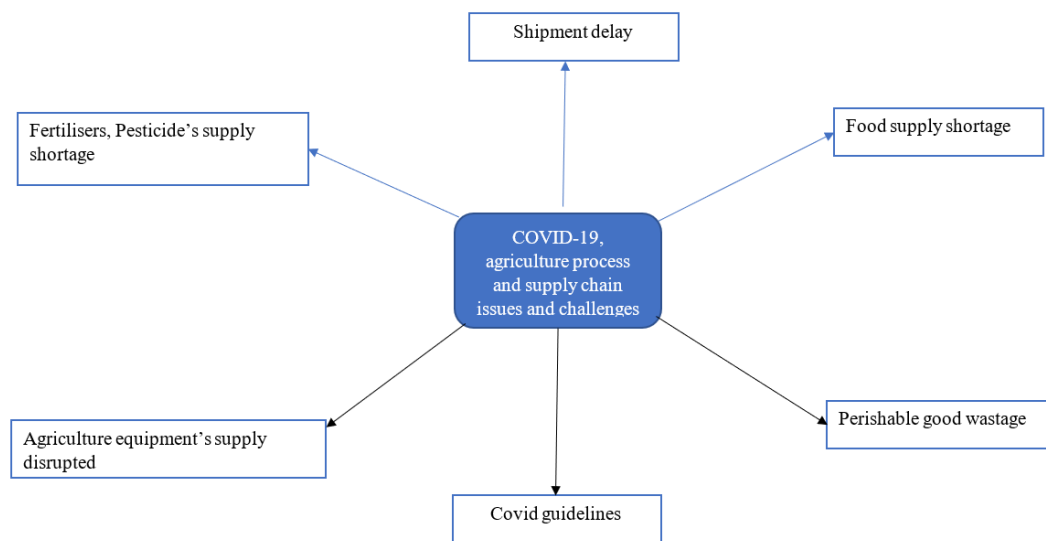 Shipment delay
Fertilisers, Pesticide’s supply
shortage
Food supply shortage
COVID-19,
agriculture process
and supply chain
issues and challenges
Agriculture equipment’s supply
disrupted
Perishable good wastage
Covid guidelines